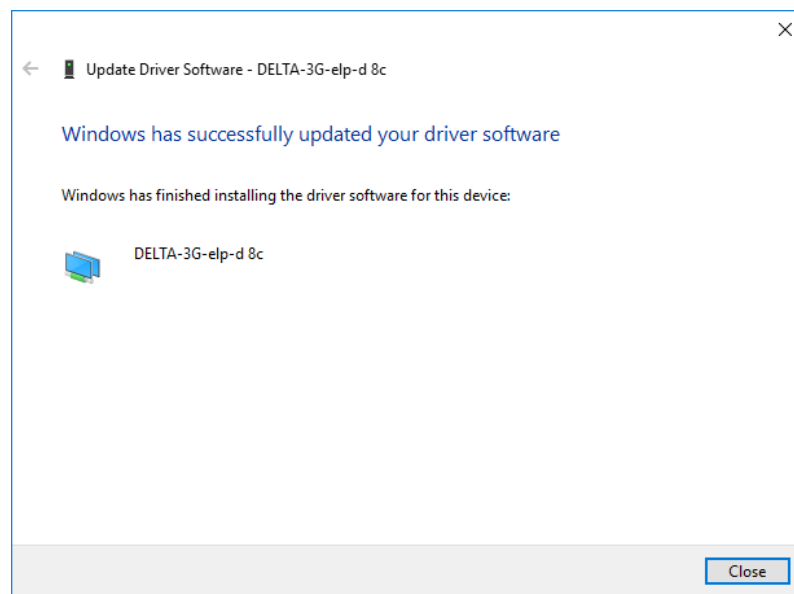 Update Driver Software - DELTA-3G-elp-d 8c
Windows has successfully updated your driver software
Windows has finished installing the driver software for this device:
DELTA-3G-elp-d 8c
Close